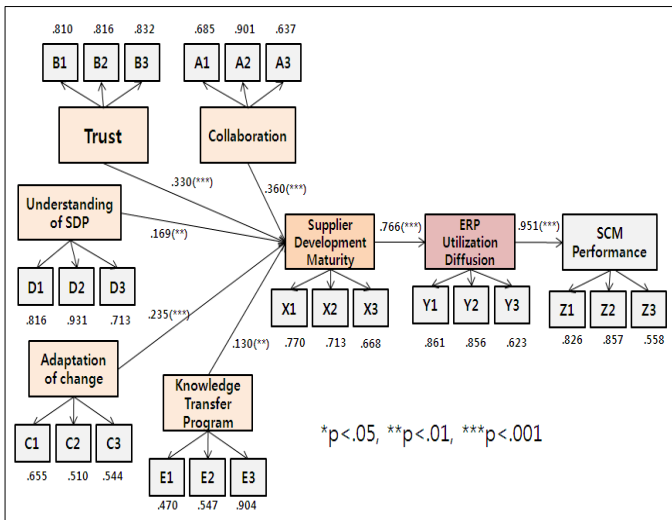 .810 .816 .832
.685 .901 .637
B1 B2 B3
A1 A2 A3
Trust
Collaboration
.330(***)
.360(***)
Understanding
of SDP
.169(**)
D1 D2 D3
.816 .931 .713
Supplier
Development
Maturity
.766(***)
ERP
Utilization
Diffusion
.951(***)
SCM
Performance
X1 X2 X3
.770 .713 .668
Y1 Y2 Y3
.861 .856 .623
Z1 Z2 Z3
.826 .857 .558
.235(***)
.130(**)
Adaptation
of change
C1 C2 C3
.655 .510 .544
Knowledge
Transfer
Program
E1 E2 E3
.470 .547 .904
*p<.05, **p<.01, ***p<.001